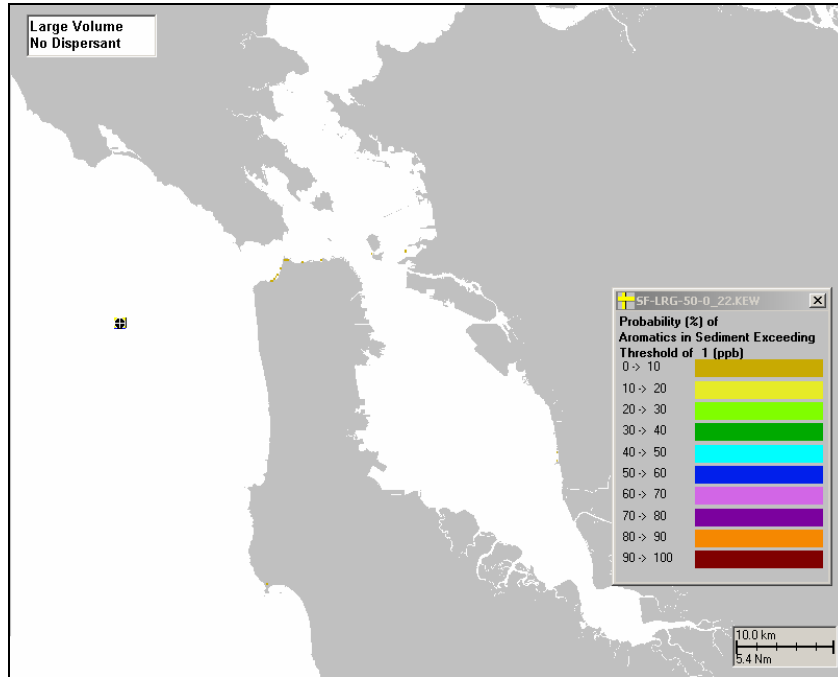 Large Volume
No Dispersant
SF-LRG-50-0_22.KEW
Probability (%) of
Aromatics in Sediment Exceeding
Threshold of 1 (ppb)
0 -> 10
10 -> 20
20 -> 30
30 -> 40
40 -> 50
50 -> 60
60 -> 70
70 -> 80
80 -> 90
90 -> 100
10.0 km
5.4 Nm